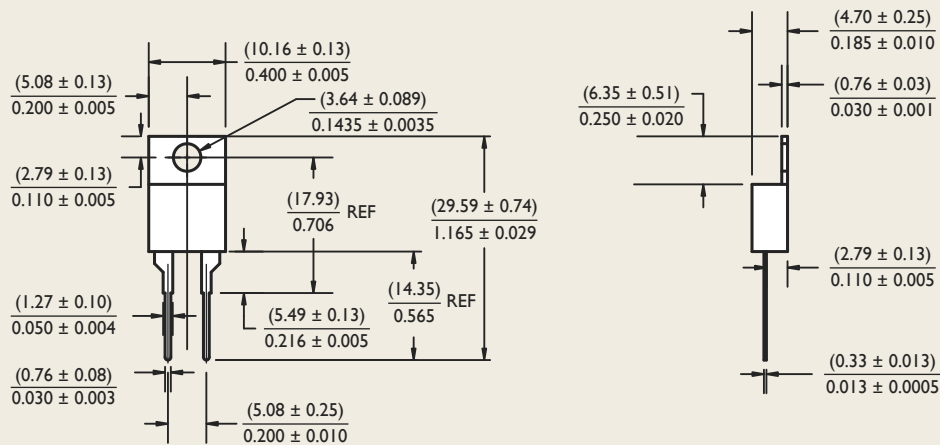 (10.16 ± 0.13)
0.400 ± 0.005
(5.08 ± 0.13)
0.200 ± 0.005
(3.64 ± 0.089)
0.1435 ± 0.0035
(2.79 ± 0.13)
0.110 ± 0.005
(17.93) REF
0.706
(29.59 ± 0.74)
1.165 ± 0.029
(14.35) REF
0.565
(1.27 ± 0.10)
0.050 ± 0.004
(5.49 ± 0.13)
0.216 ± 0.005
(0.76 ± 0.08)
0.030 ± 0.003
(5.08 ± 0.25)
0.200 ± 0.010
(4.70 ± 0.25)
0.185 ± 0.010
(0.76 ± 0.03)
0.030 ± 0.001
(6.35 ± 0.51)
0.250 ± 0.020
(2.79 ± 0.13)
0.110 ± 0.005
(0.33 ± 0.013)
0.013 ± 0.0005